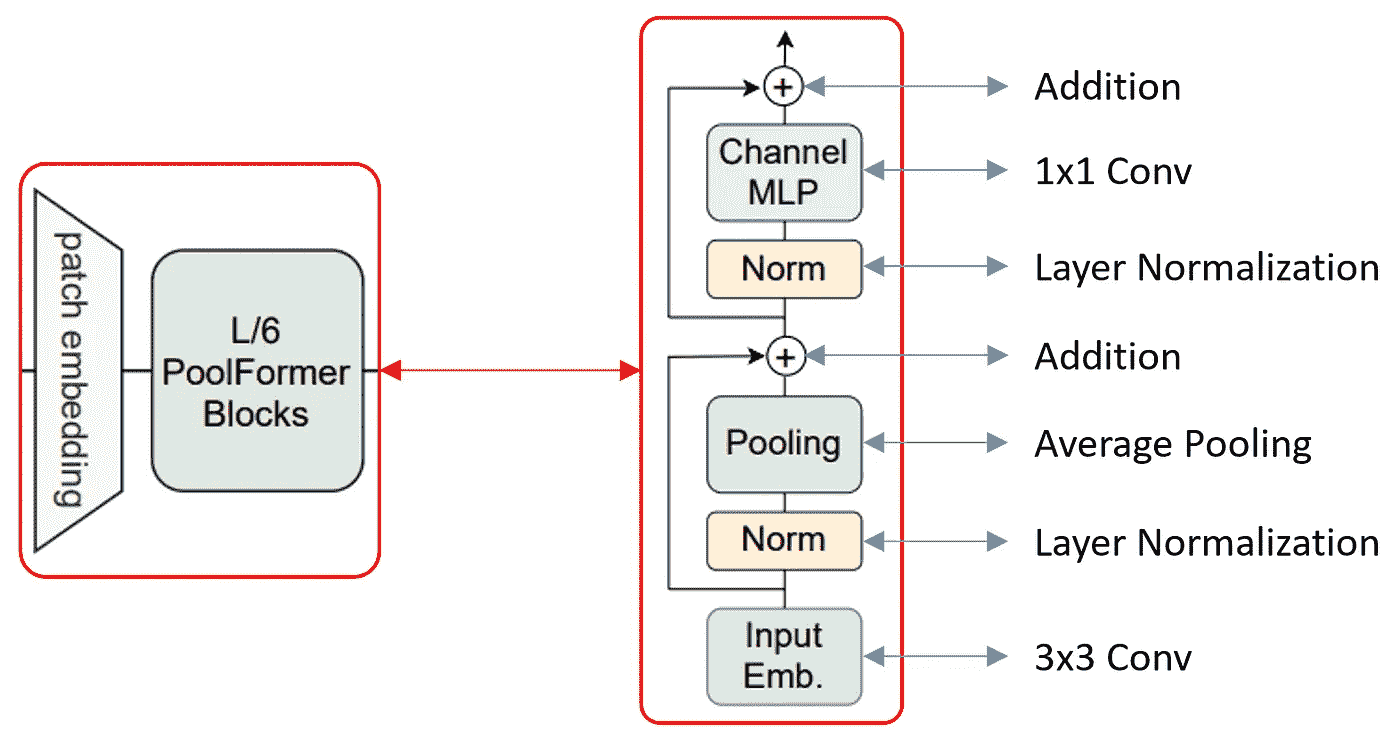 patch embedding
L/6
PoolFormer
Blocks
+
Addition
Channel
MLP
1x1 Conv
Norm
Layer Normalization
+
Addition
Pooling
Average Pooling
Norm
Layer Normalization
Input
Emb.
3x3 Conv